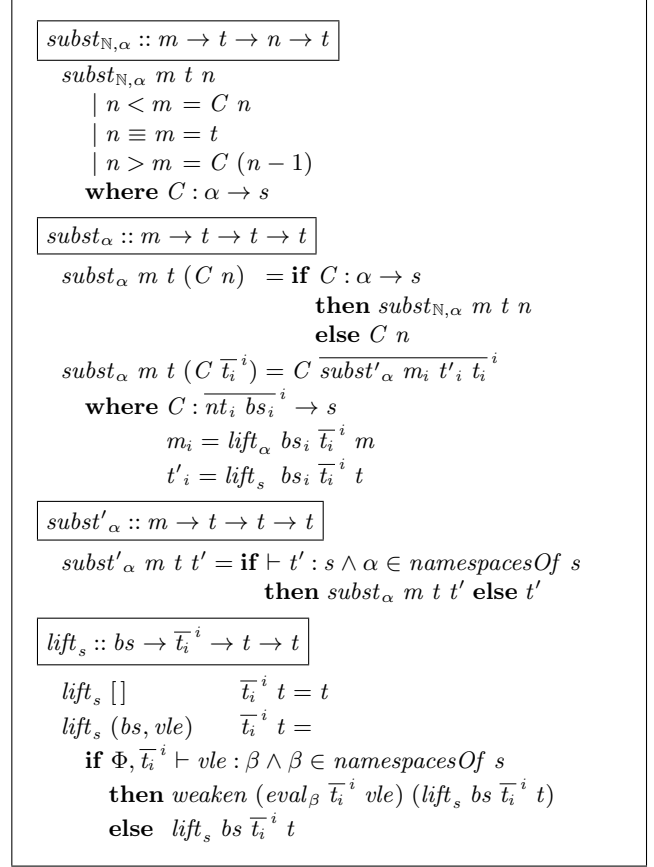 subst_{ℕ,α} :: m → t → n → t
subst_{ℕ,α} m t n
| n < m = C n
| n ≡ m = t
| n > m = C (n − 1)
where C : α → s
subst_α :: m → t → t → t
subst_α m t (C n) = if C : α → s
then subst_{ℕ,α} m t n
else C n
subst_α m t (C \overline{t_i}^i) = C \overline{subst'_α m_i t'_i t_i}^i
where C : \overline{nt_i bs_i}^i → s
m_i = lift_α bs_i \overline{t_i}^i m
t'_i = lift_s bs_i \overline{t_i}^i t
subst'_α :: m → t → t → t
subst'_α m t t' = if ⊢ t' : s ∧ α ∈ namespacesOf s
then subst_α m t t' else t'
lift_s :: bs → \overline{t_i}^i → t → t
lift_s [] \overline{t_i}^i t = t
lift_s (bs, vle) \overline{t_i}^i t =
if Φ, \overline{t_i}^i ⊢ vle : β ∧ β ∈ namespacesOf s
then weaken (eval_β \overline{t_i}^i vle) (lift_s bs \overline{t_i}^i t)
else lift_s bs \overline{t_i}^i t